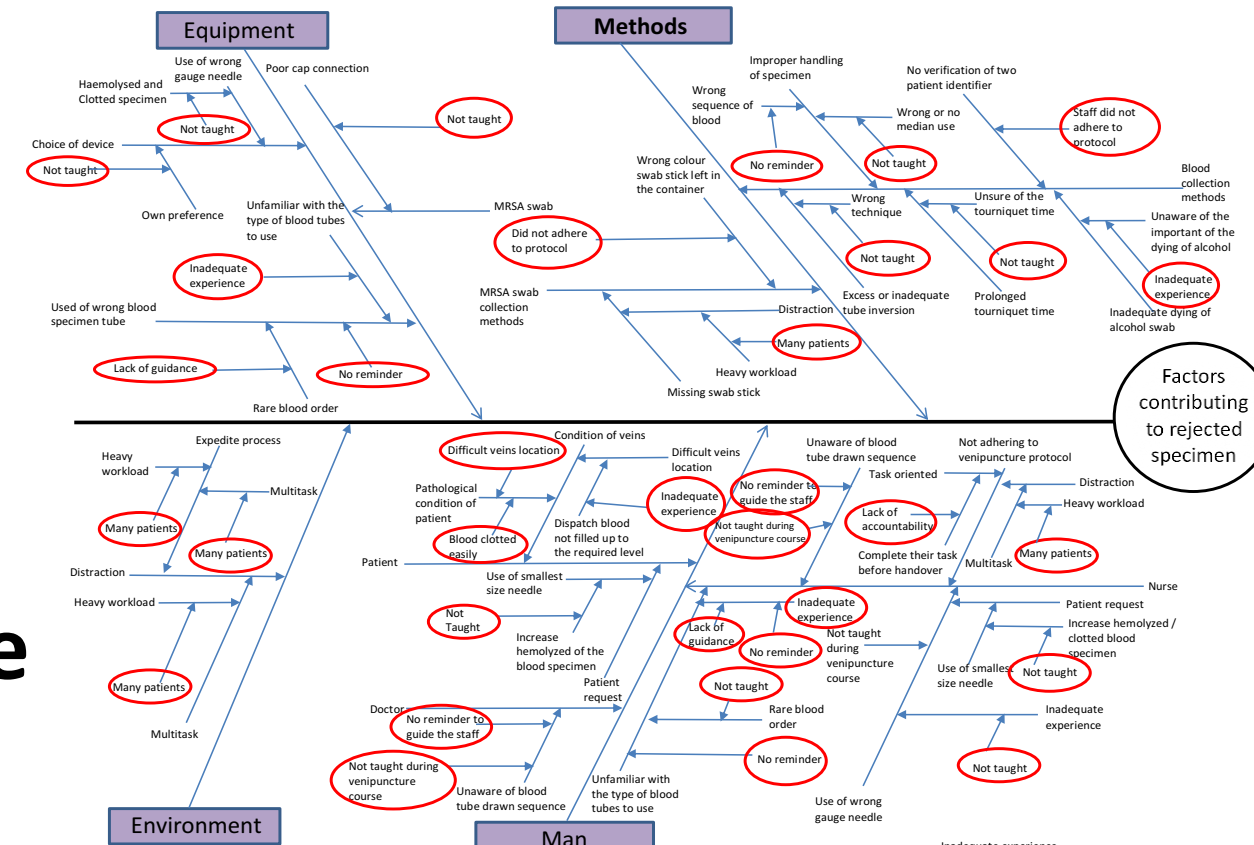 Equipment
Methods
Use of wrong
gauge needle
Poor cap connection
Haemolysed and
Clotted specimen
Not taught
Not taught
Choice of device
Not taught
Own preference
Unfamiliar with the
type of blood tubes
to use
MRSA swab
Inadequate
experience
Used of wrong blood
specimen tube
Lack of guidance
No reminder
Rare blood order
Improper handling
of specimen
No verification of two
patient identifier
Wrong
sequence of
blood
Wrong or no
median use
Staff did not
adhere to
protocol
No reminder
Not taught
Wrong colour
swab stick left in
the container
Blood
collection
methods
Wrong
technique
Unsure of the
tourniquet time
Unaware of the
important of the
dying of alcohol
Did not adhere
to protocol
Not taught
Not taught
Inadequate
experience
MRSA swab
collection
methods
Distraction
Excess or inadequate
tube inversion
Prolonged
tourniquet time
Inadequate dying of
alcohol swab
Many patients
Heavy workload
Missing swab stick
Factors
contributing
to rejected
specimen
Expedite process
Heavy
workload
Multitask
Many patients
Many patients
Distraction
Heavy workload
Many patients
Multitask
Environment
Condition of veins
Difficult veins location
Difficult veins
location
Pathological
condition of
patient
Inadequate
experience
Blood clotted
easily
Dispatch blood
not filled up to
the required level
Patient
Use of smallest
size needle
Not
Taught
Increase
hemolyzed of the
blood specimen
Patient
request
Doctor
No reminder to
guide the staff
Not taught during
venipuncture
course
Unaware of blood
tube drawn sequence
Unfamiliar with
the type of blood
tubes to use
Man
Unaware of blood
tube drawn sequence
No reminder to
guide the staff
Not taught during
venipuncture course
Not adhering to
venipuncture protocol
Task oriented
Distraction
Heavy workload
Lack of
accountability
Complete their task
before handover
Multitask
Many patients
Nurse
Inadequate
experience
Lack of
guidance
No reminder
Not taught
Rare blood
order
No reminder
Not taught
during
venipuncture
course
Patient request
Increase hemolyzed /
clotted blood
specimen
Use of smallest
size needle
Not taught
Inadequate
experience
Not taught
Use of wrong
gauge needle
e
Inadequate experience